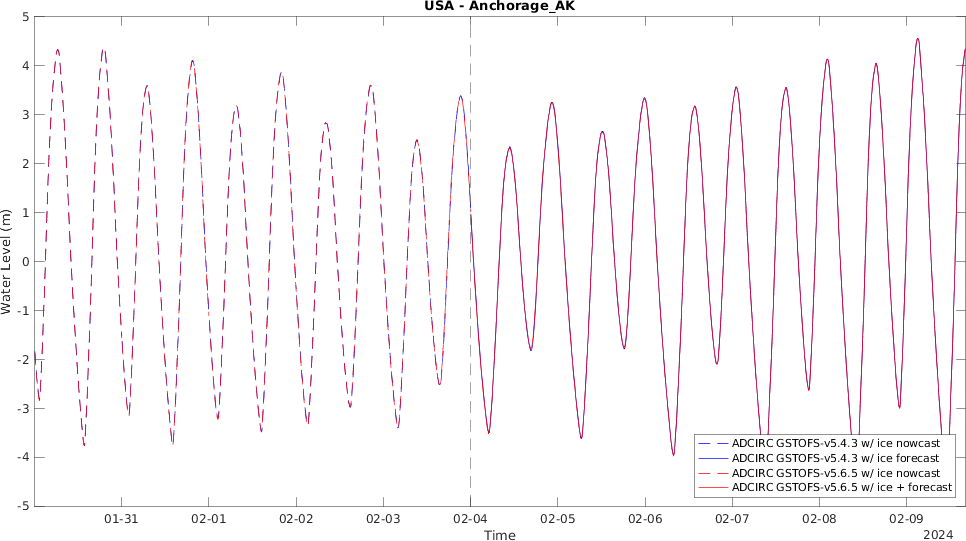 USA - Anchorage_AK
5
4
3
2
1
0
-1
-2
-3
-4
-5
Water Level (m)
ADCIRC GSTOFS-v5.4.3 w/ ice nowcast
ADCIRC GSTOFS-v5.4.3 w/ ice forecast
ADCIRC GSTOFS-v5.6.5 w/ ice nowcast
ADCIRC GSTOFS-v5.6.5 w/ ice + forecast
01-31 02-01 02-02 02-03 02-04 02-05 02-06 02-07 02-08 02-09
Time
2024